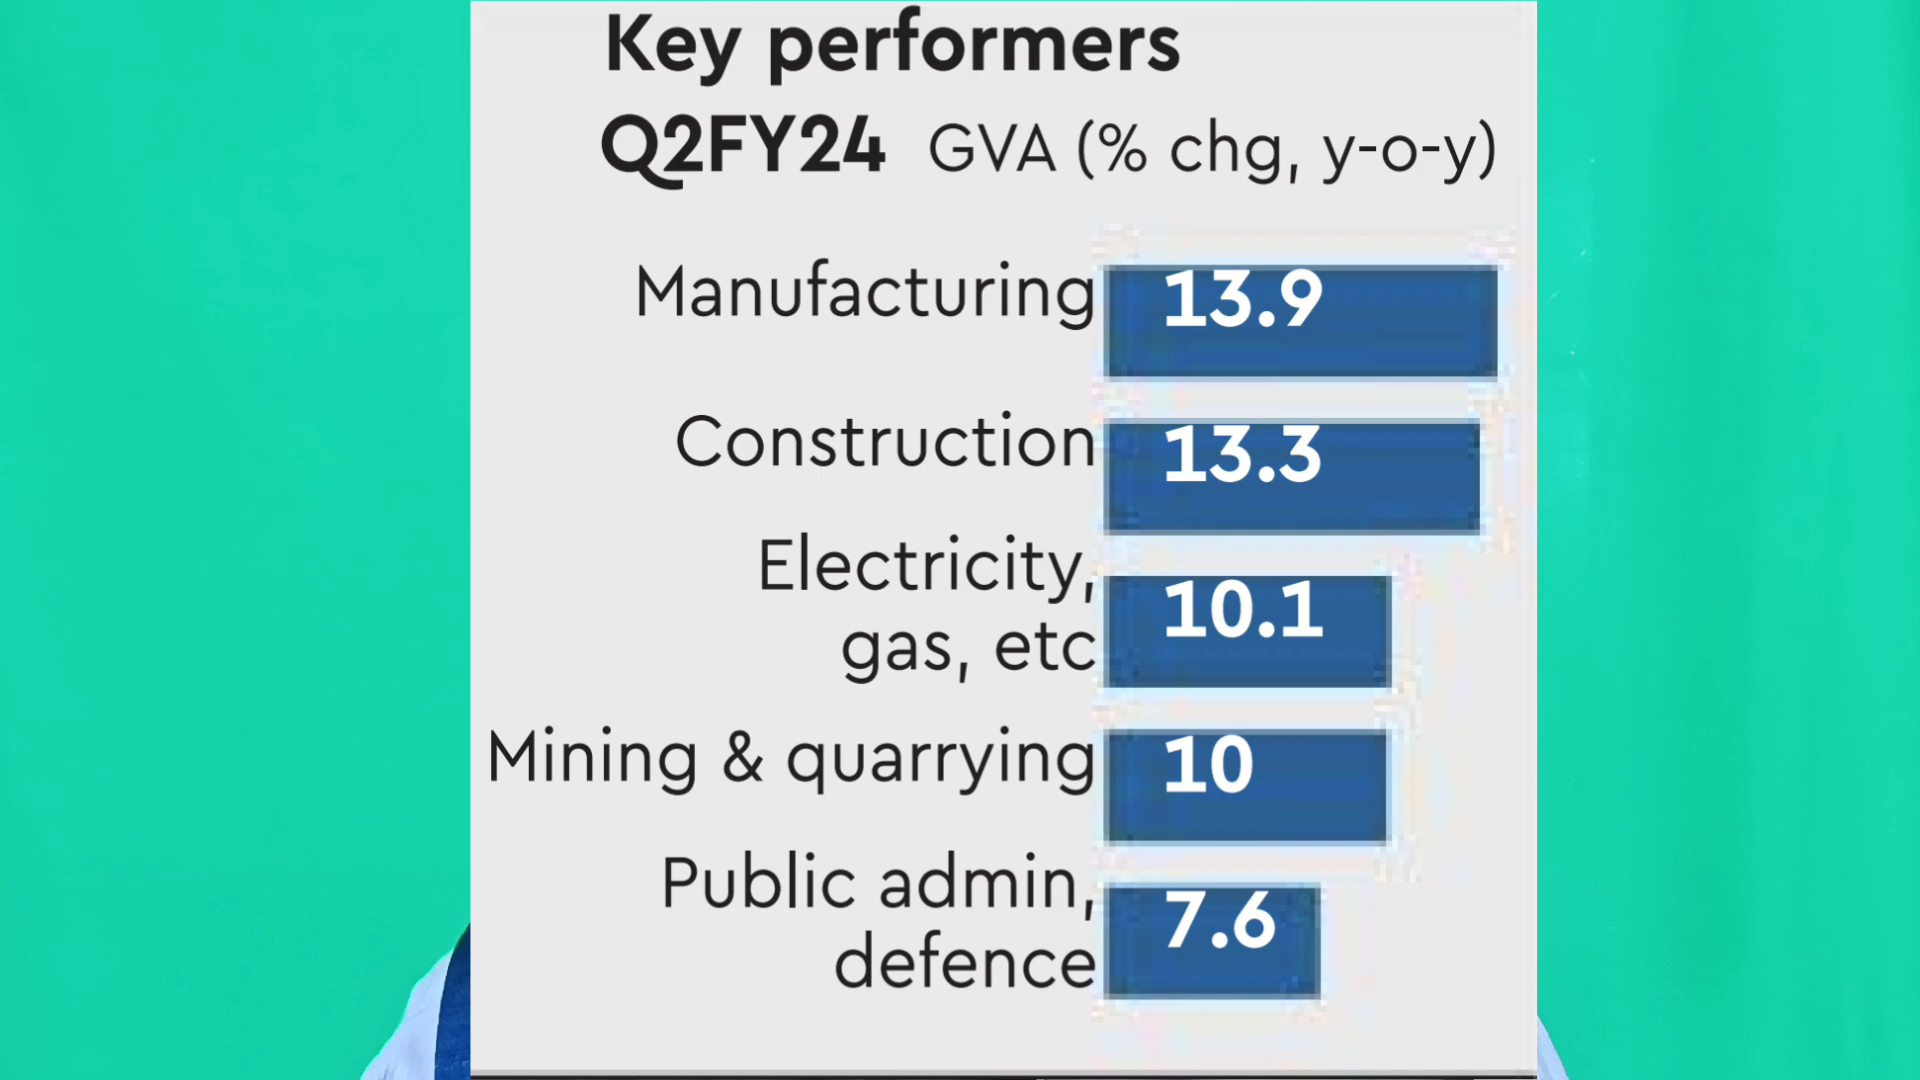 Key performers
Q2FY24 GVA (% chg, y-o-y)
Manufacturing 13.9
Construction 13.3
Electricity,
gas, etc 10.1
Mining & quarrying 10
Public admin,
defence 7.6